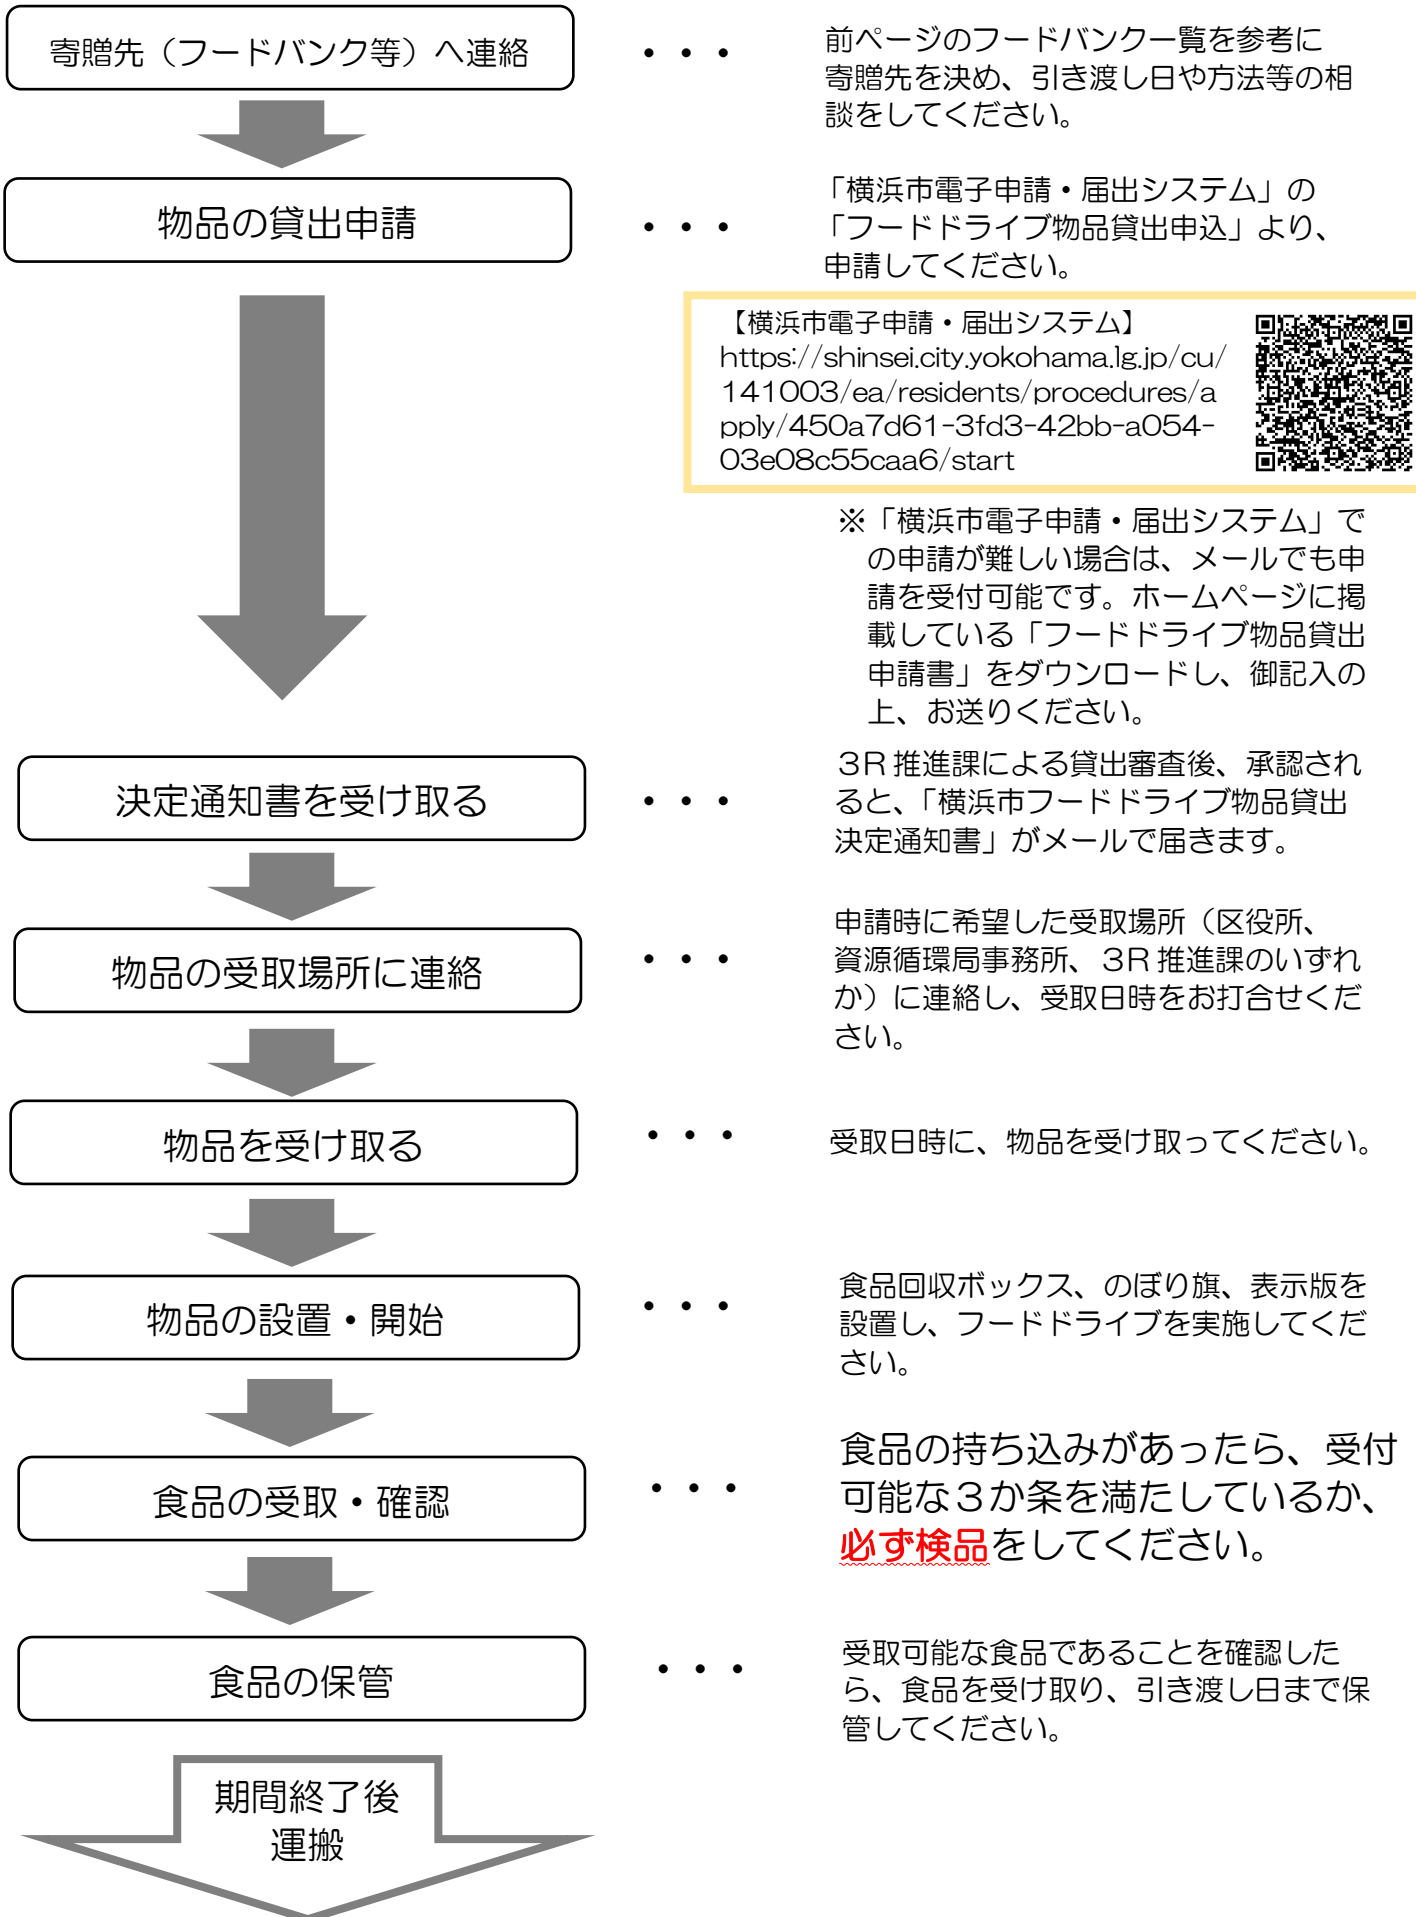 寄贈先（フードバンク等）へ連絡
・・・
前ページのフードバンク一覧を参考に
寄贈先を決め、引き渡し日や方法等の相
談をしてください。
物品の貸出申請
・・・
「横浜市電子申請・届出システム」の
「フードドライブ物品貸出申込」より、
申請してください。
【横浜市電子申請・届出システム】
https://shinsei.city.yokohama.lg.jp/cu/
141003/ea/residents/procedures/a
pply/450a7d61-3fd3-42bb-a054-
03e08c55caa6/start
※「横浜市電子申請・届出システム」で
の申請が難しい場合は、メールでも申
請を受付可能です。ホームページに掲
載している「フードドライブ物品貸出
申請書」をダウンロードし、御記入の
上、お送りください。
決定通知書を受け取る
・・・
３R 推進課による貸出審査後、承認され
ると、「横浜市フードドライブ物品貸出
決定通知書」がメールで届きます。
物品の受取場所に連絡
・・・
申請時に希望した受取場所（区役所、
資源循環局事務所、３R 推進課のいずれ
か）に連絡し、受取日時をお打合せくだ
さい。
物品を受け取る
・・・
受取日時に、物品を受け取ってください。
物品の設置・開始
・・・
食品回収ボックス、のぼり旗、表示版を
設置し、フードドライブを実施してくだ
さい。
食品の受取・確認
・・・
食品の持ち込みがあったら、受付
可能な３か条を満たしているか、
必ず検品をしてください。
食品の保管
・・・
受取可能な食品であることを確認した
ら、食品を受け取り、引き渡し日まで保
管してください。
期間終了後
運搬